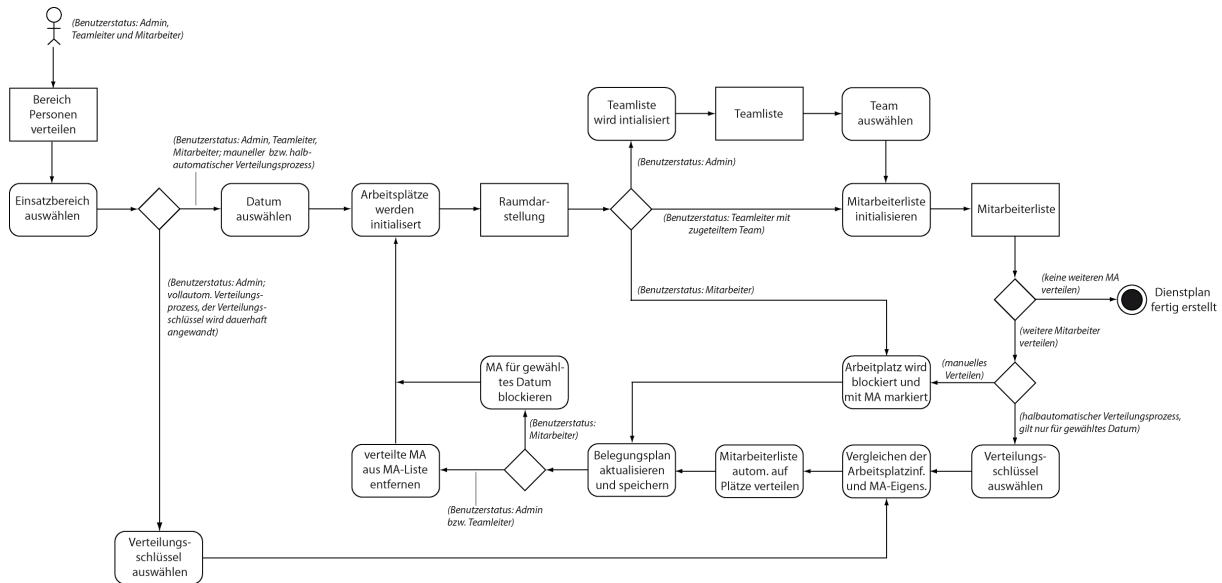 (Benutzerstatus: Admin,
Teamleiter und Mitarbeiter)
Bereich
Personen
verteilen
Einsatzbereich
auswählen
(Benutzerstatus: Admin, Teamleiter,
Mitarbeiter; mauneller bzw. halb-
automatischer Verteilungsprozess)
Datum
auswählen
Arbeitsplätze
werden
initialisert
Raumdar-
stellung
Teamliste
wird intialisiert
Teamliste
Team
auswählen
(Benutzerstatus: Admin)
(Benutzerstatus: Teamleiter mit
zugeteiltem Team)
Mitarbeiterliste
initialisieren
Mitarbeiterliste
(Benutzerstatus: Admin;
vollautom. Verteilungs-
prozess, der Verteilungs-
schlüssel wird dauerhaft
angewandt)
(Benutzerstatus: Mitarbeiter)
(keine weiteren MA
verteilen)
Dienstplan
fertig erstellt
(weitere Mitarbeiter
verteilen)
MA für gewähl-
tes Datum
blockieren
Arbeitplatz wird
blockiert und
mit MA markiert
(manuelles
Verteilen)
(halbautomatischer Verteilungsprozess,
gilt nur für gewähltes Datum)
(Benutzerstatus:
Mitarbeiter)
verteilte MA
aus MA-Liste
entfernen
Belegungsplan
aktualisieren
und speichern
Mitarbeiterliste
autom. auf
Plätze verteilen
Vergleichen der
Arbeitsplatzinf.
und MA-Eigens.
Verteilungs-
schlüssel
auswählen
(Benutzerstatus: Admin
bzw. Teamleiter)
Verteilungs-
schlüssel
auswählen